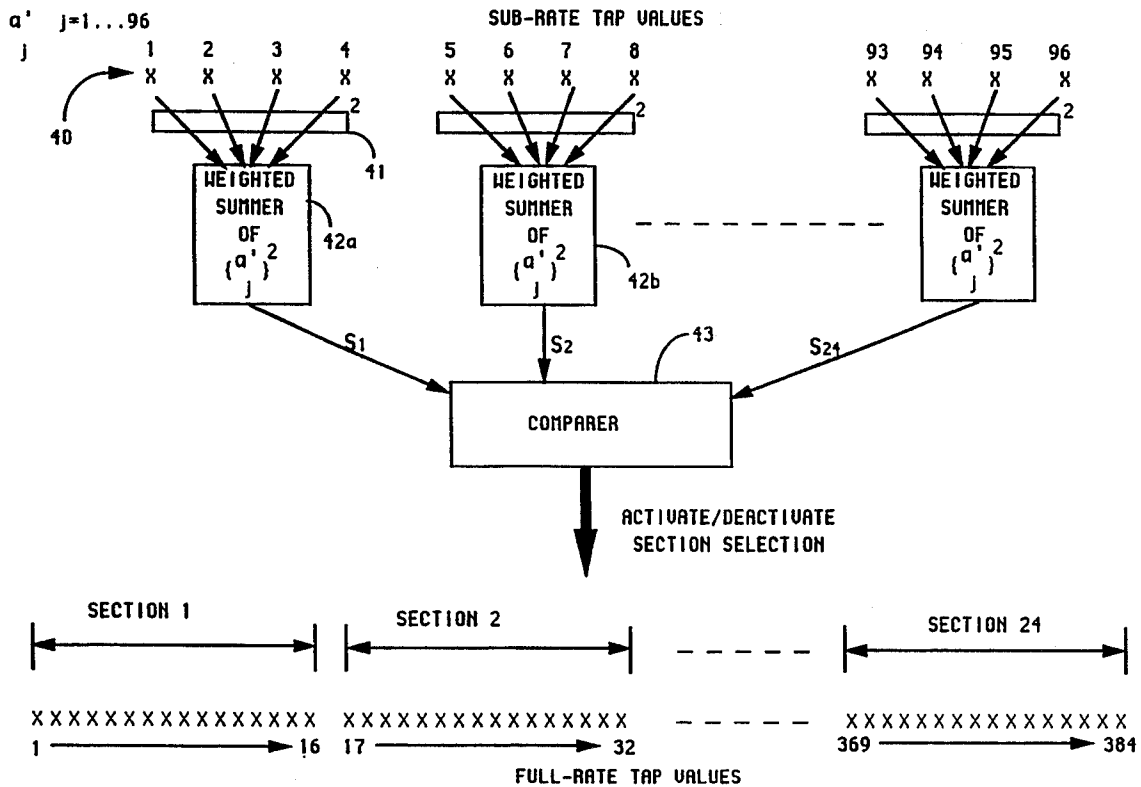 a' j=1...96 SUB-RATE TAP VALUES
j 1 2 3 4 5 6 7 8 93 94 95 96
X X X X X X X X X X X X
40
2 2 2
41
WEIGHTED SUMMER OF {a'j}2
42a
WEIGHTED SUMMER OF {a'j}2
42b
WEIGHTED SUMMER OF {a'j}2
S1 S2 S24
43
COMPARER
ACTIVATE/DEACTIVATE
SECTION SELECTION
SECTION 1 SECTION 2 SECTION 24
X X X X X X X X X X X X X X X X X X X X X X X X X X X X X X X X X X X X X X X X X X X X X X X X
1 16 17 32 369 384
FULL-RATE TAP VALUES